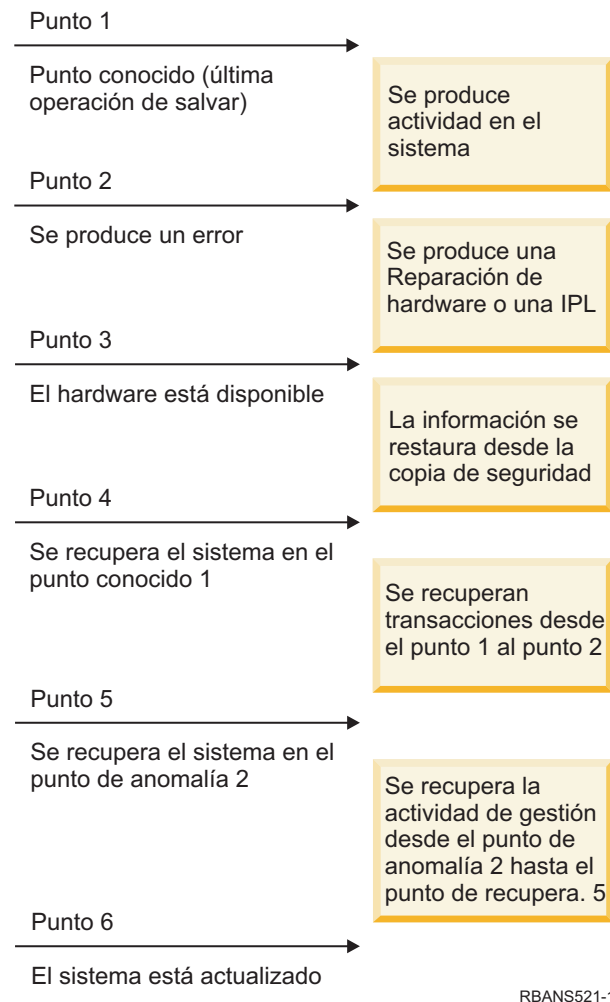 Punto 1
Punto conocido (última
operación de salvar)
Se produce
actividad en el
sistema
Punto 2
Se produce un error
Se produce una
Reparación de
hardware o una IPL
Punto 3
El hardware está disponible
La información se
restaura desde la
copia de seguridad
Punto 4
Se recupera el sistema en el
punto conocido 1
Se recuperan
transacciones desde
el punto 1 al punto 2
Punto 5
Se recupera el sistema en el
punto de anomalía 2
Se recupera la
actividad de gestión
desde el punto de
anomalía 2 hasta el
punto de recupera. 5
Punto 6
El sistema está actualizado